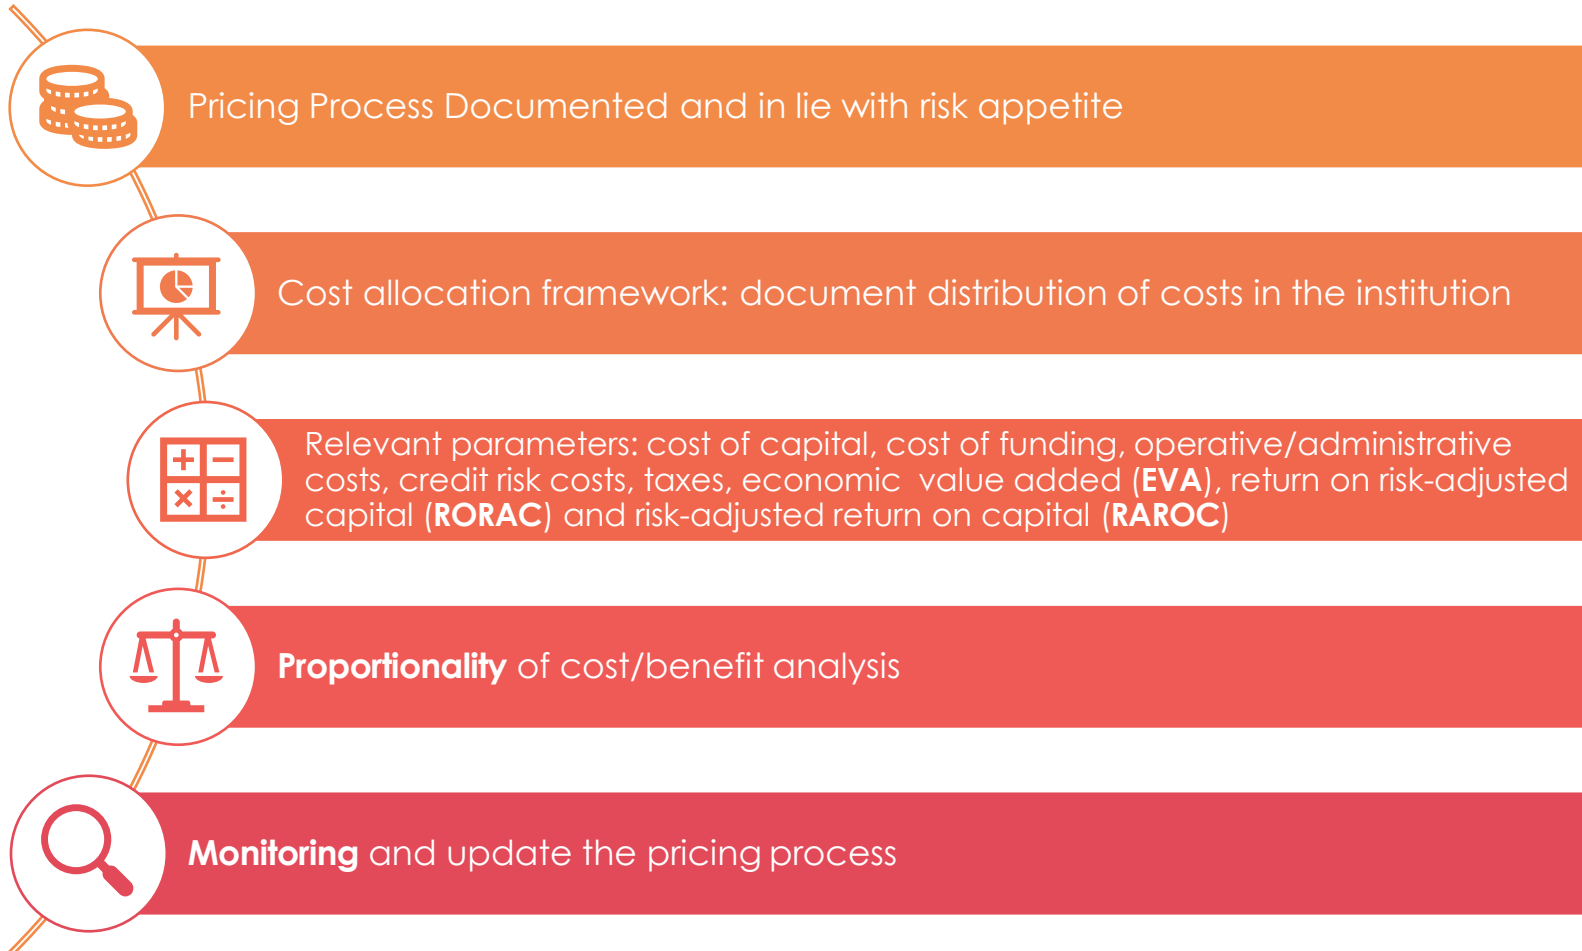 Pricing Process Documented and in lie with risk appetite
Cost allocation framework: document distribution of costs in the institution
Relevant parameters: cost of capital, cost of funding, operative/administrative
costs, credit risk costs, taxes, economic value added (EVA), return on risk-adjusted
capital (RORAC) and risk-adjusted return on capital (RAROC)
Proportionality of cost/benefit analysis
Monitoring and update the pricing process